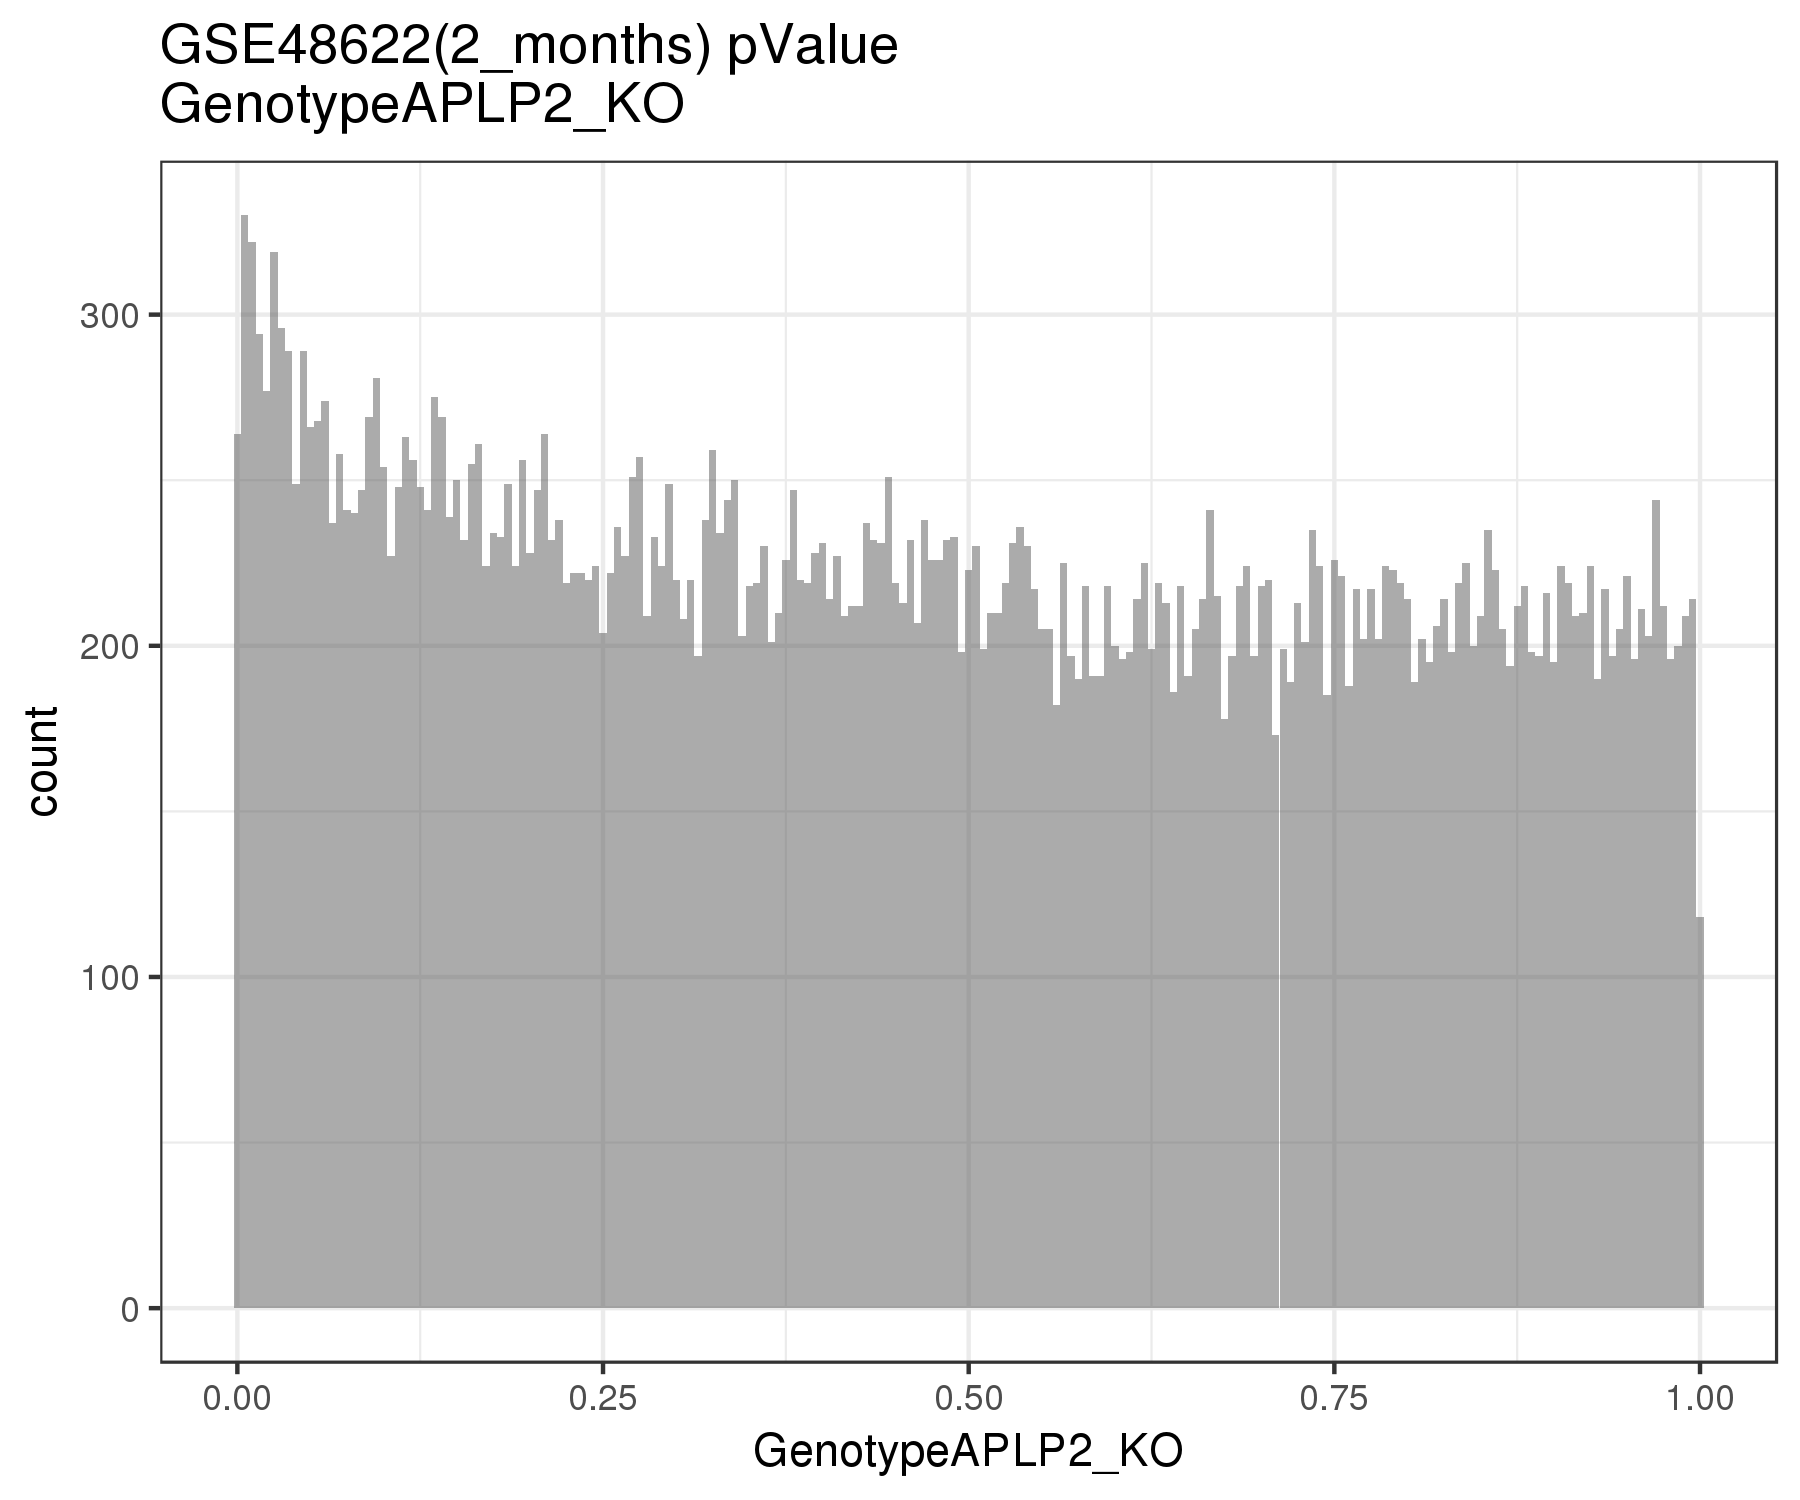 GSE48622(2_months) pValue
GenotypeAPLP2_KO
300
200
100
0
count
0.00 0.25 0.50 0.75 1.00
GenotypeAPLP2_KO